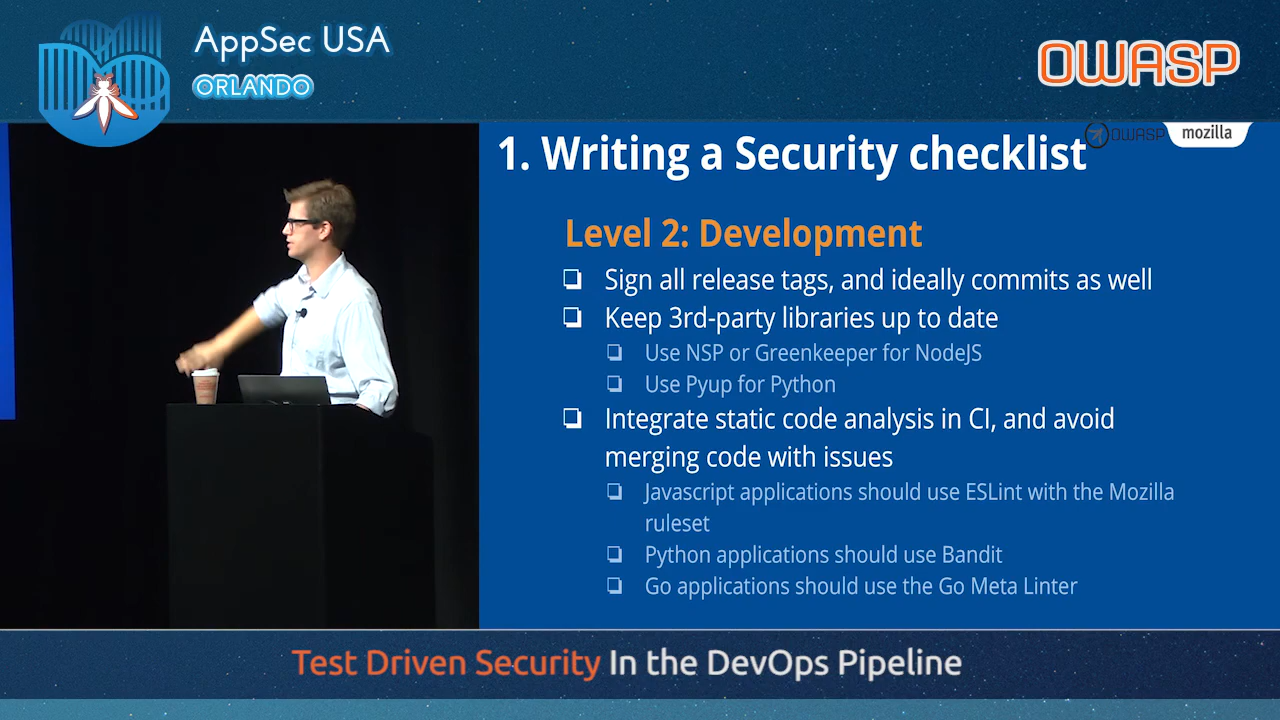 AppSec USA
ORLANDO
OWASP
OWASP
mozilla
1. Writing a Security checklist
Level 2: Development
Sign all release tags, and ideally commits as well
Keep 3rd-party libraries up to date
Use NSP or Greenkeeper for NodeJS
Use Pyup for Python
Integrate static code analysis in CI, and avoid
merging code with issues
Javascript applications should use ESLint with the Mozilla
ruleset
Python applications should use Bandit
Go applications should use the Go Meta Linter
Test Driven Security In the DevOps Pipeline